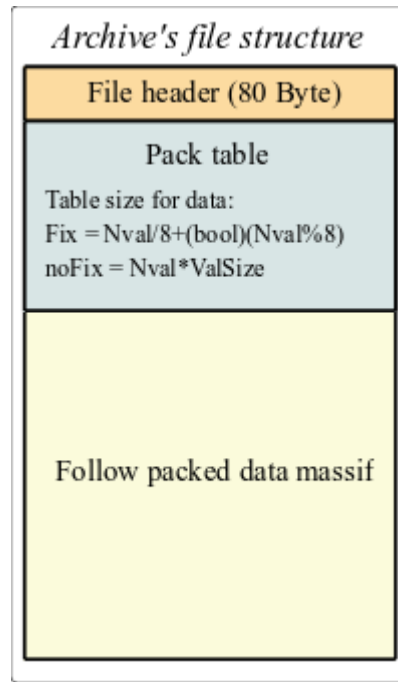 Archive's file structure
File header (80 Byte)
Pack table
Table size for data:
Fix = Nval/8+(bool)(Nval%8)
noFix = Nval*ValSize
Follow packed data massif